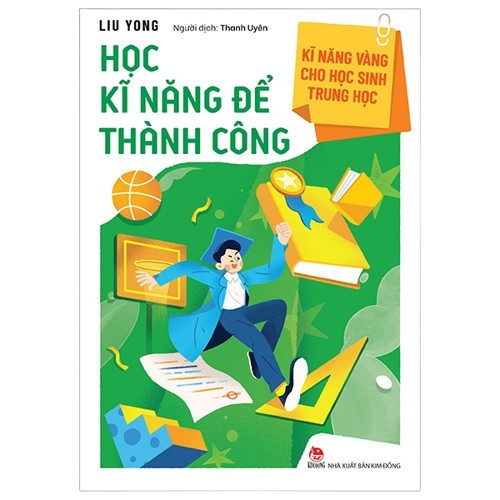 LIU YONG
Người dịch: Thanh Uyên
HỌC
KĨ NĂNG ĐỂ
THÀNH CÔNG
KĨ NĂNG VÀNG
CHO HỌC SINH
TRUNG HỌC
NHÀ XUẤT BẢN KIM ĐỒNG